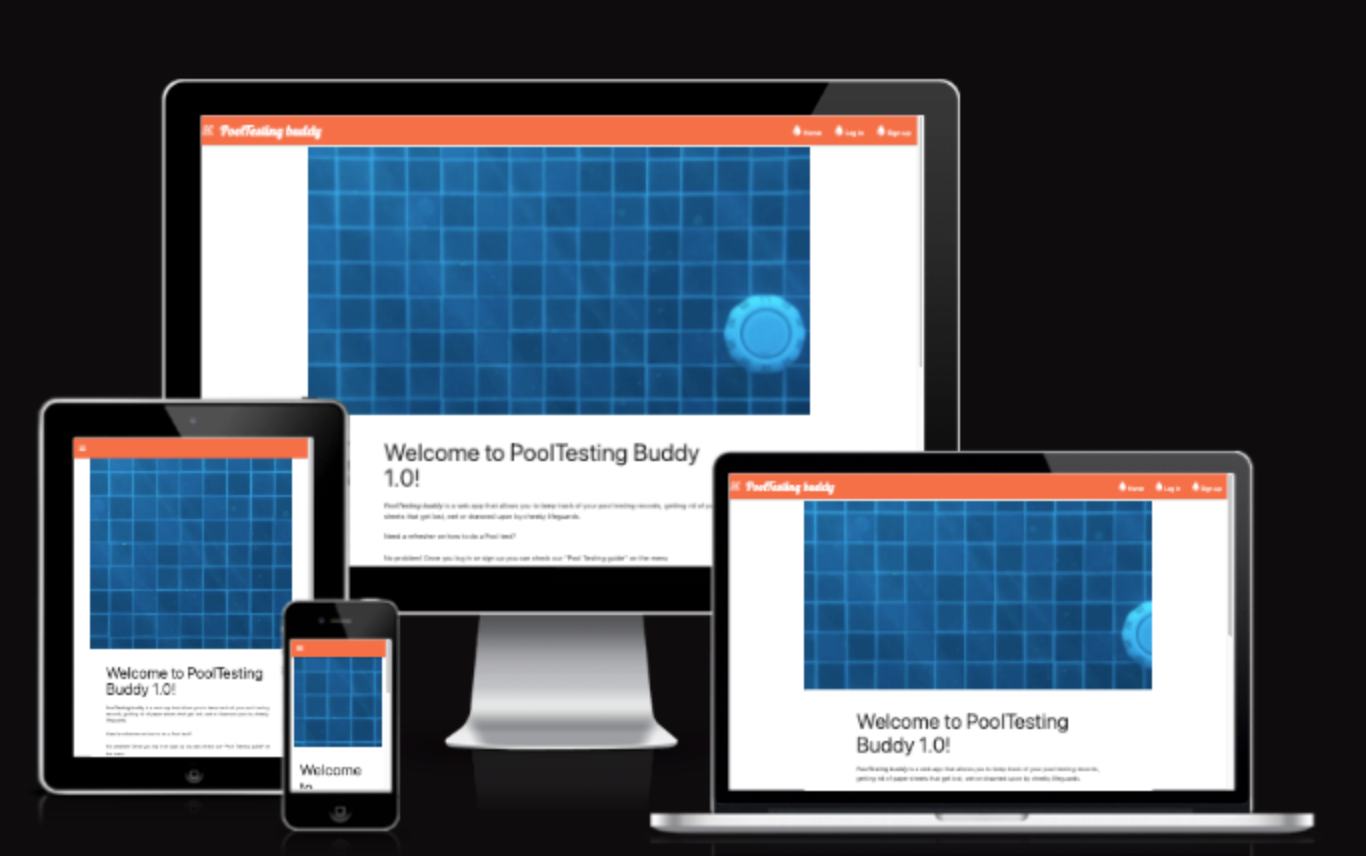 PoolTesting buddy
Home Log in Sign up
Welcome to PoolTesting Buddy
1.0!
PoolTesting buddy is a web app that allows you to keep track of your pool testing records, getting rid of
sheets that get lost, wet or drawned upon by cheeky lifeguards.
Need a refresher on how to do a Pool test?
No problem! Once you log in or sign up you can check our "Pool Testing guide" on the menu
Welcome to PoolTesting
Buddy 1.0!
Welcome
to
PoolTesting buddy
Home Log in Sign up
Welcome to PoolTesting
Buddy 1.0!
PoolTesting buddy is a web app that allows you to keep track of your pool testing records,
getting rid of paper sheets that get lost, wet or drawned upon by cheeky lifeguards.